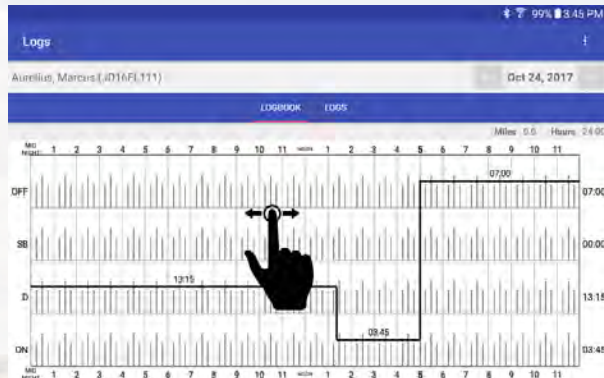 99% 3:45 PM
Logs
Aurelius, Marcus
Oct 24, 2017
LOGBOOK LOGS
Miles Hours 24:00
MID NIGHT 1 2 3 4 5 6 7 8 9 10 11 NOON 1 2 3 4 5 6 7 8 9 10 11
OFF 07:00 07:00
SB 00:00
D 13:15 13:15
ON 03:45 03:45
MID NIGHT 1 2 3 4 5 6 7 8 9 10 11 NOON 1 2 3 4 5 6 7 8 9 10 11